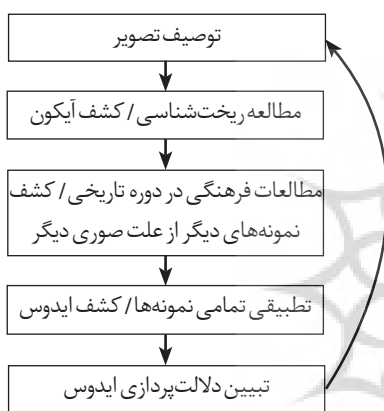 توصیف تصویر
مطالعه ریخت‌شناسی / کشف آیکون
مطالعات فرهنگی در دوره تاریخی / کشف
نمونه‌های دیگر از علت صوری دیگر
تطبیقی تمامی نمونه‌ها / کشف ایدوس
تبیین دلالت‌پردازی ایدوس